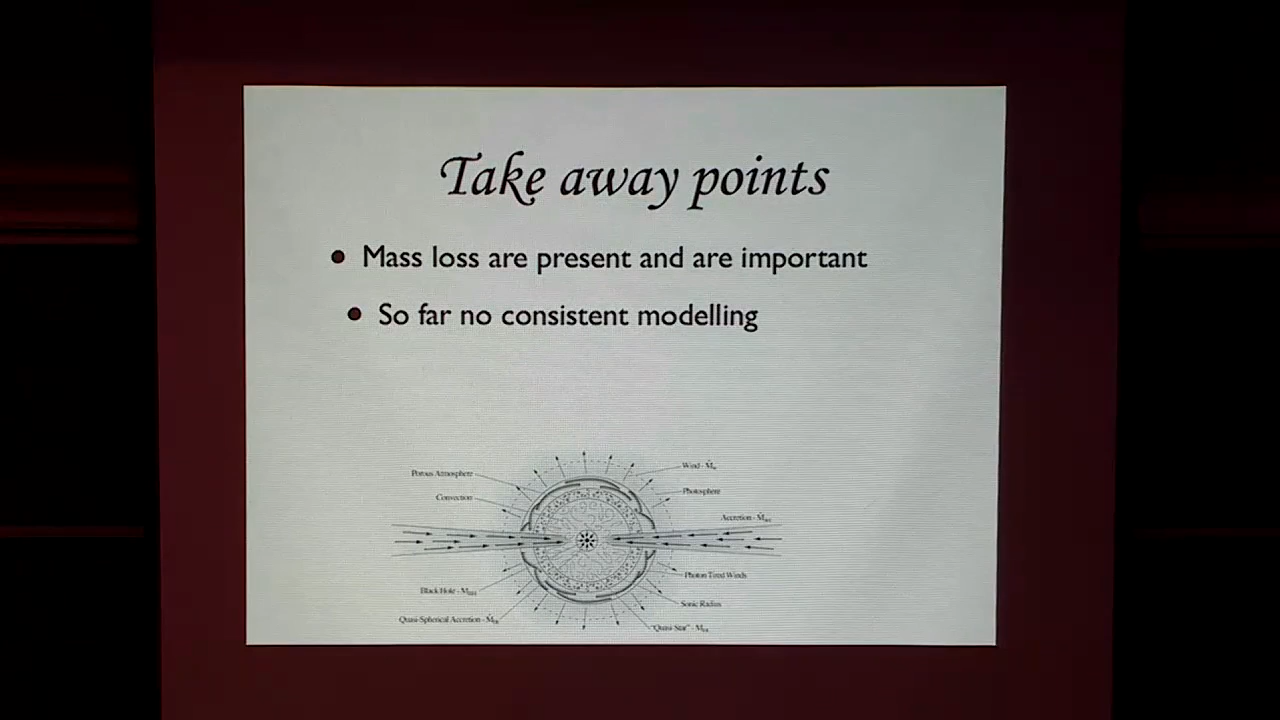 Take away points
Mass loss are present and are important
So far no consistent modelling
Porous Atmosphere
Wind - Ṁ
Convection
Photosphere
Accretion - Ṁ
Black Hole - M
Photon Tired Winds
Quasi-Spherical Accretion - Ṁ
Sonic Radius
"Quasi-Star" - M